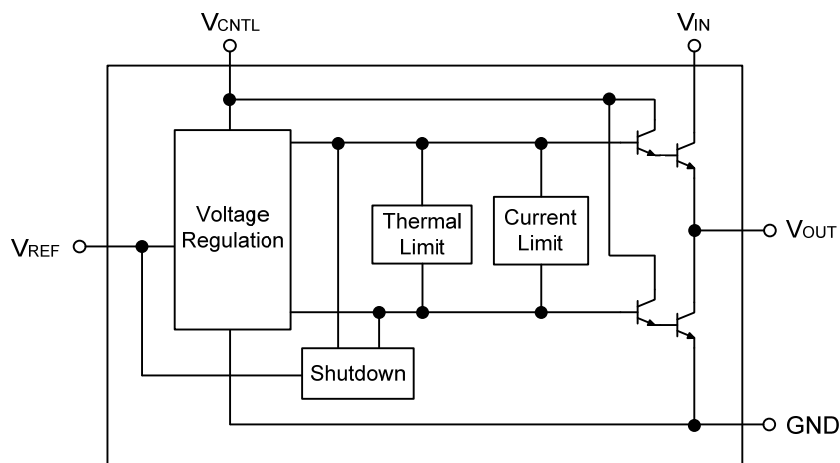 VCNTL
VIN
Voltage
Regulation
Thermal
Limit
Current
Limit
VREF
VOUT
Shutdown
GND